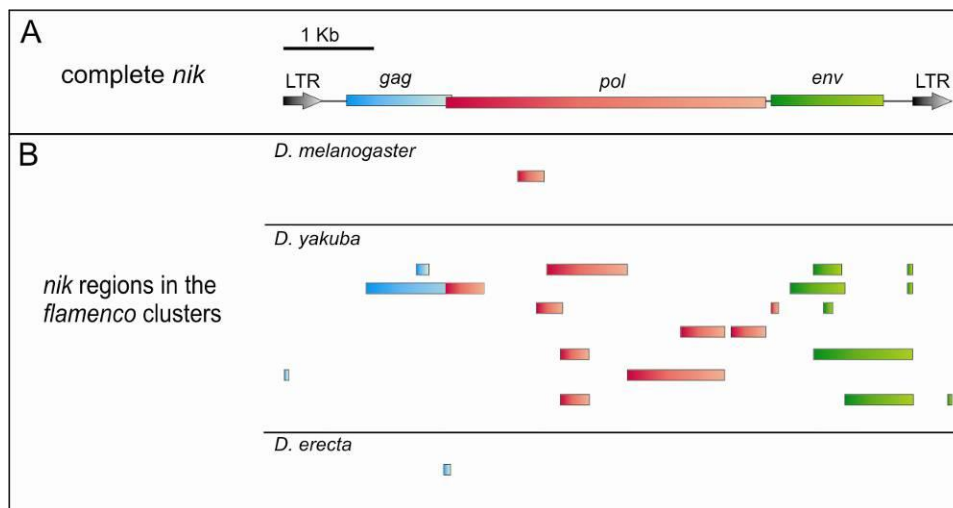 A
1 Kb
complete nik
LTR
gag
pol
env
LTR
B
D. melanogaster
D. yakuba
nik regions in the
flamenco clusters
D. erecta